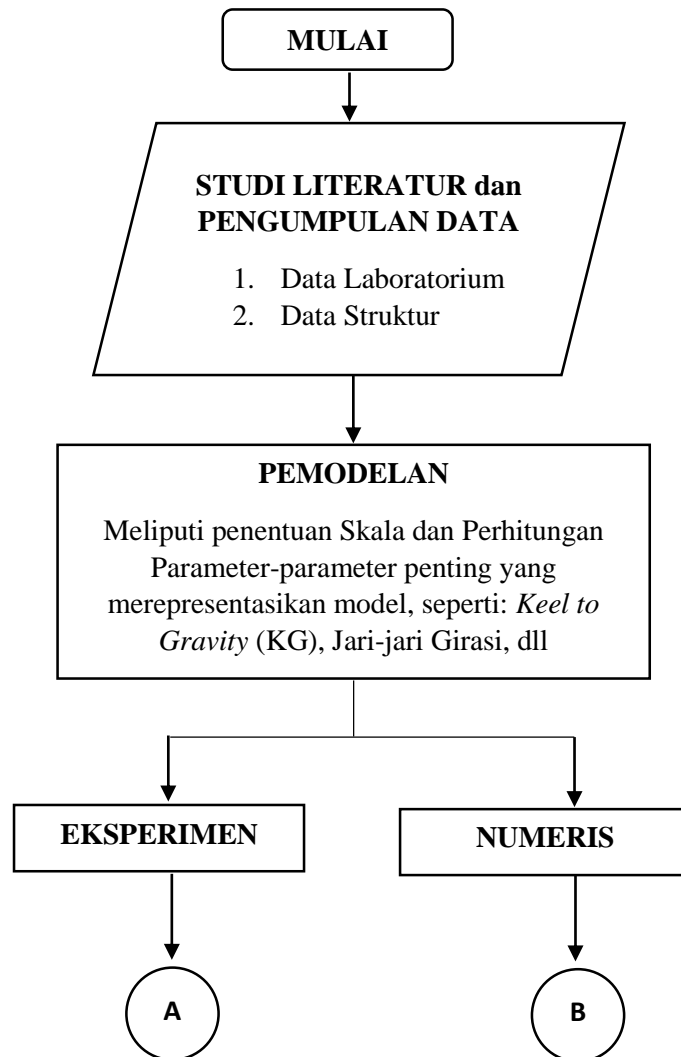 MULAI
STUDI LITERATUR dan
PENGUMPULAN DATA
1. Data Laboratorium
2. Data Struktur
PEMODELAN
Meliputi penentuan Skala dan Perhitungan
Parameter-parameter penting yang
merepresentasikan model, seperti: Keel to
Gravity (KG), Jari-jari Girasi, dll
EKSPERIMEN
NUMERIS
A
B